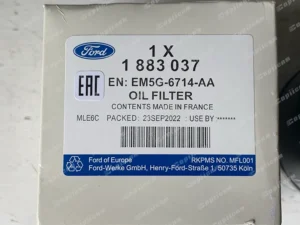 Ford
1 X
1 883 037
EAC
EN: EM5G-6714-AA
OIL FILTER
CONTENTS MADE IN FRANCE
MLE6C PACKED: 23SEP2022 : USE BY *******
Ford of Europe RKPMS NO. MFL001
Ford-Werke GmbH, Henry-Ford-Straße 1, 50735 Köln